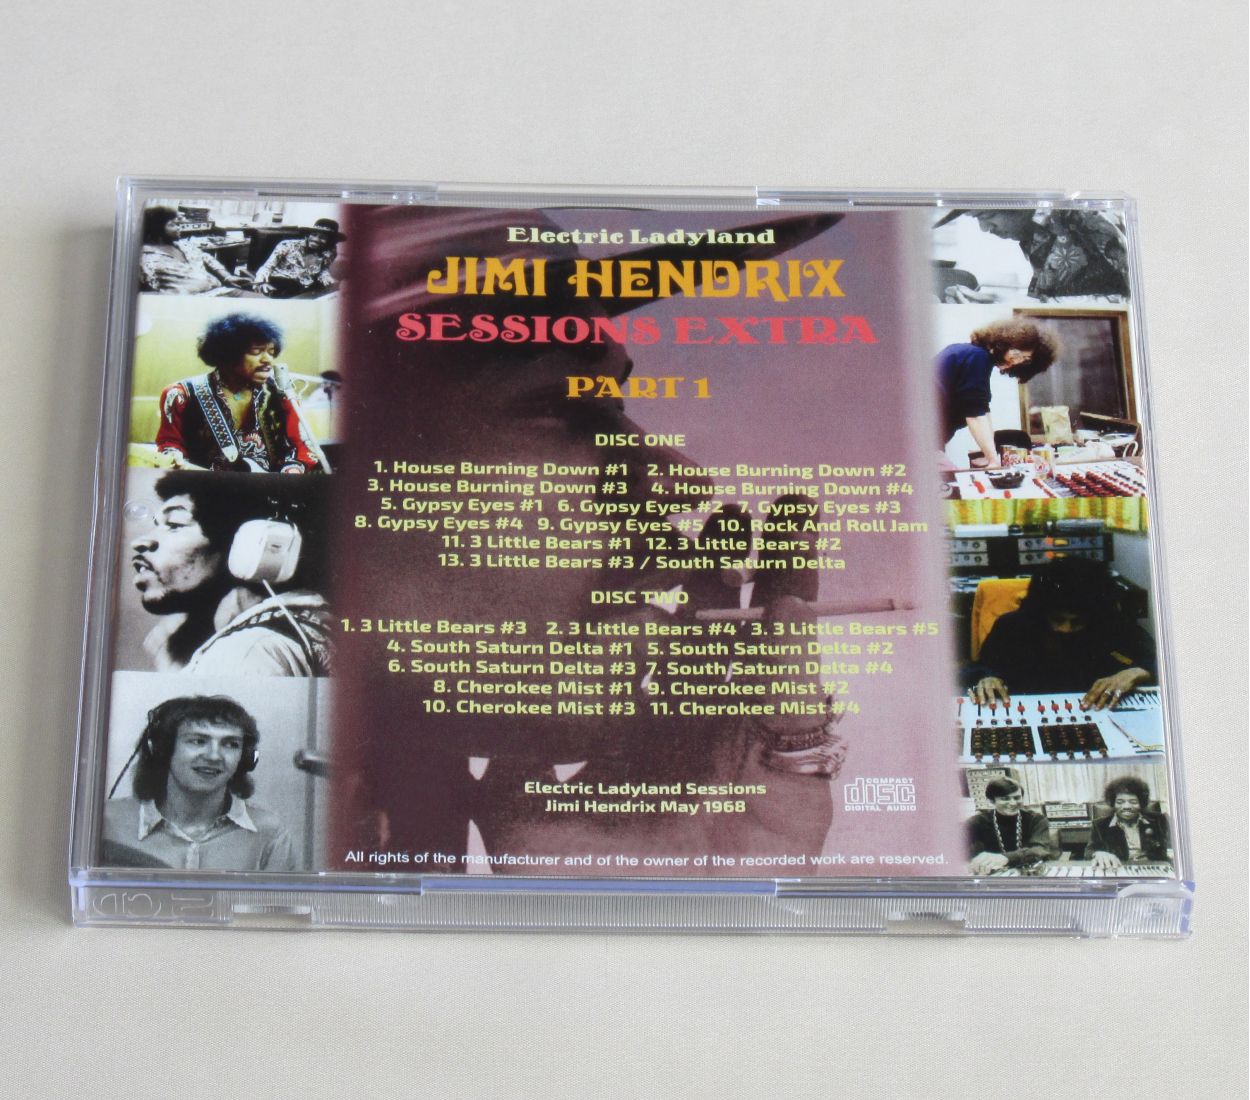 Electric Ladyland
JIMI HENDRIX
SESSIONS EXTRA
PART 1
DISC ONE
1. House Burning Down #1 2. House Burning Down #2
3. House Burning Down #3 4. House Burning Down #4
5. Gypsy Eyes #1 6. Gypsy Eyes #2 7. Gypsy Eyes #3
8. Gypsy Eyes #4 9. Gypsy Eyes #5 10. Rock And Roll Jam
11. 3 Little Bears #1 12. 3 Little Bears #2
13. 3 Little Bears #3 / South Saturn Delta
DISC TWO
1. 3 Little Bears #3 2. 3 Little Bears #4 3. 3 Little Bears #5
4. South Saturn Delta #1 5. South Saturn Delta #2
6. South Saturn Delta #3 7. South Saturn Delta #4
8. Cherokee Mist #1 9. Cherokee Mist #2
10. Cherokee Mist #3 11. Cherokee Mist #4
Electric Ladyland Sessions
Jimi Hendrix May 1968
COMPACT
disc
DIGITAL AUDIO
All rights of the manufacturer and of the owner of the recorded work are reserved.